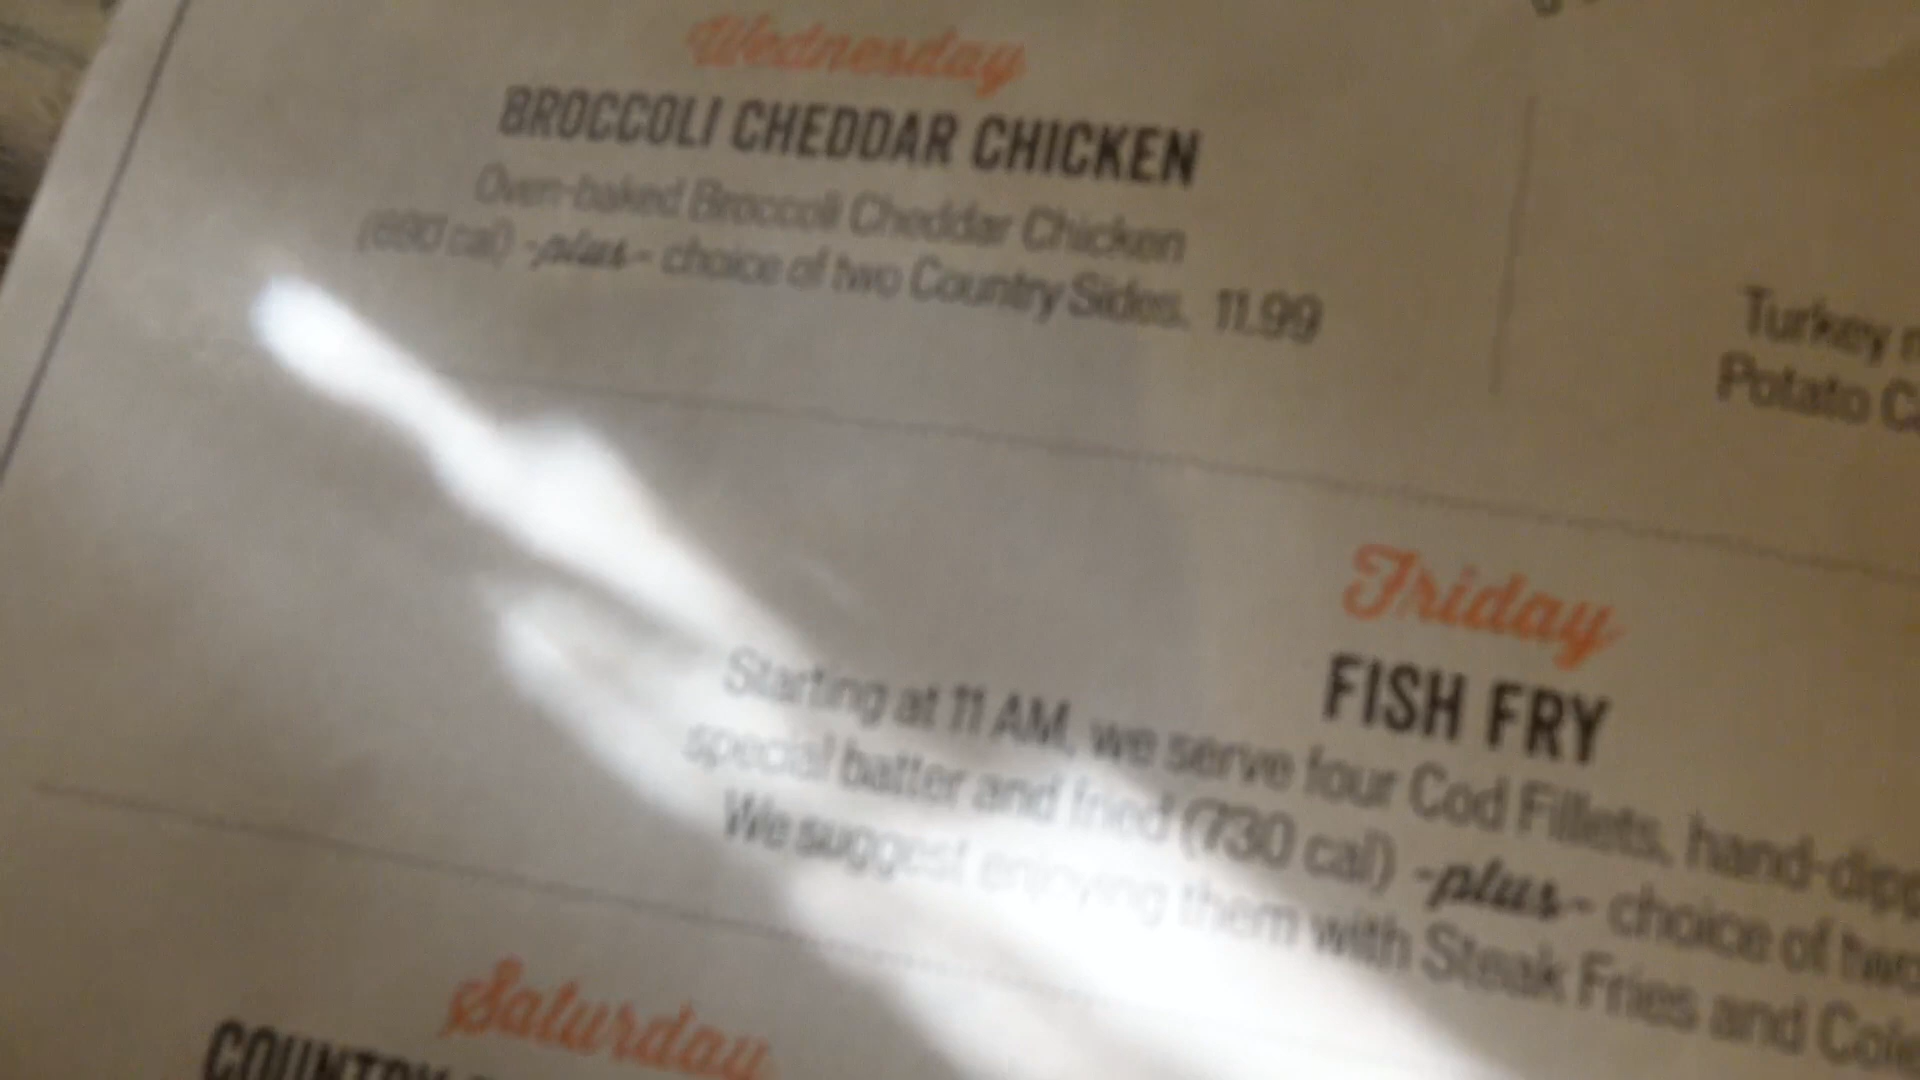 Wednesday
BROCCOLI CHEDDAR CHICKEN
Oven-baked Broccoli Cheddar Chicken
cal) -plus- choice of two Country Sides. 11.99
Turkey
Potato
Friday
FISH FRY
Starting at 11 AM, we serve four Cod Fillets,
special batter and fried (730 cal) -plus- choice of two
We suggest enjoying them with Steak Fries and
Saturday
COUNTRY